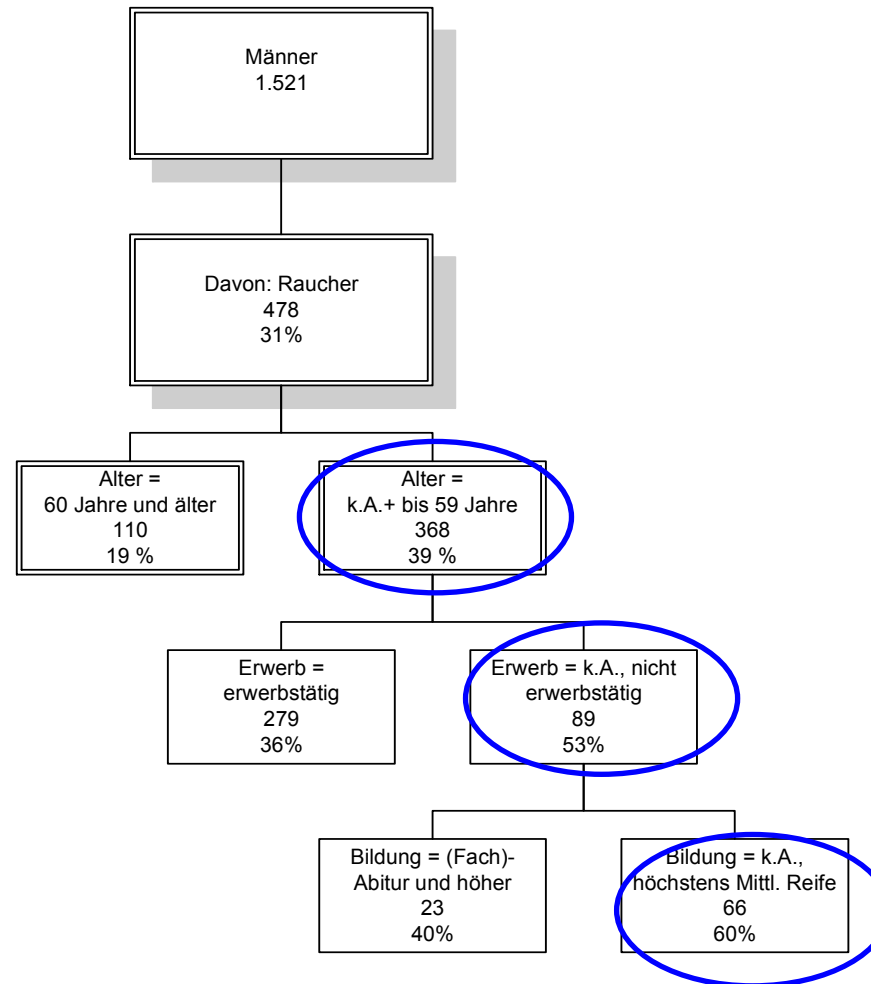 Männer
1.521
Davon: Raucher
478
31%
Alter =
60 Jahre und älter
110
19 %
Alter =
k.A.+ bis 59 Jahre
368
39 %
Erwerb =
erwerbstätig
279
36%
Erwerb = k.A., nicht
erwerbstätig
89
53%
Bildung = (Fach)-
Abitur und höher
23
40%
Bildung = k.A.,
höchstens Mittl. Reife
66
60%